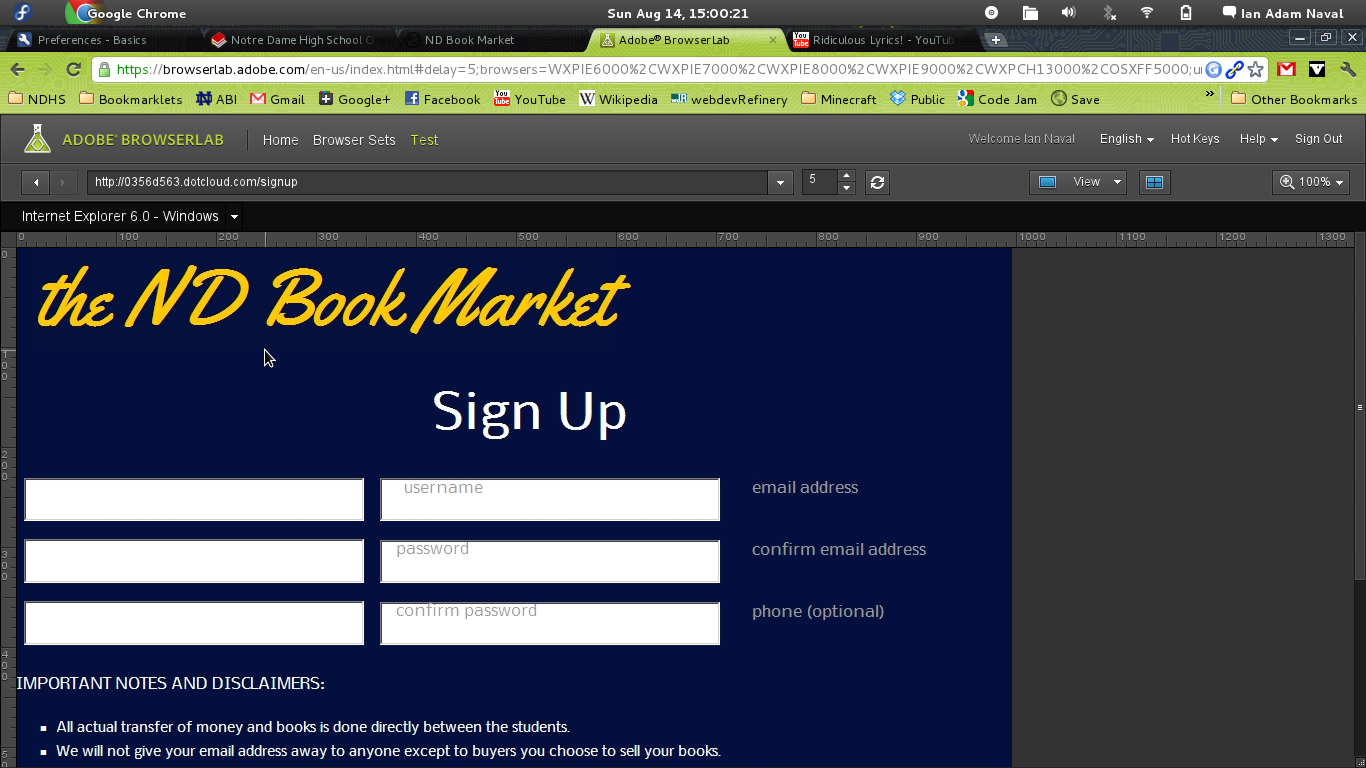 Google Chrome Sun Aug 14, 15:00:21 Ian Adam Naval
Preferences - Basics Notre Dame High School ND Book Market Adobe® BrowserLab Ridiculous Lyrics! - YouTu
https://browserlab.adobe.com/en-us/index.html#delay=5;browsers=WXPIE6000%2CWXPIE7000%2CWXPIE8000%2CWXPIE9000%2CWXPCH13000%2COSXFF5000;u
NDHS Bookmarklets ABI Gmail Google+ Facebook YouTube Wikipedia webdevRefinery Minecraft Public Code Jam Save » Other Bookmarks
ADOBE® BROWSERLAB Home Browser Sets Test Welcome Ian Naval English Hot Keys Help Sign Out
http://0356d563.dotcloud.com/signup 5 View 100%
Internet Explorer 6.0 - Windows
0 100 200 300 400 500 600 700 800 900 1000 1100 1200 1300
the ND Book Market
Sign Up
username email address
password confirm email address
confirm password phone (optional)
IMPORTANT NOTES AND DISCLAIMERS:
All actual transfer of money and books is done directly between the students.
We will not give your email address away to anyone except to buyers you choose to sell your books.